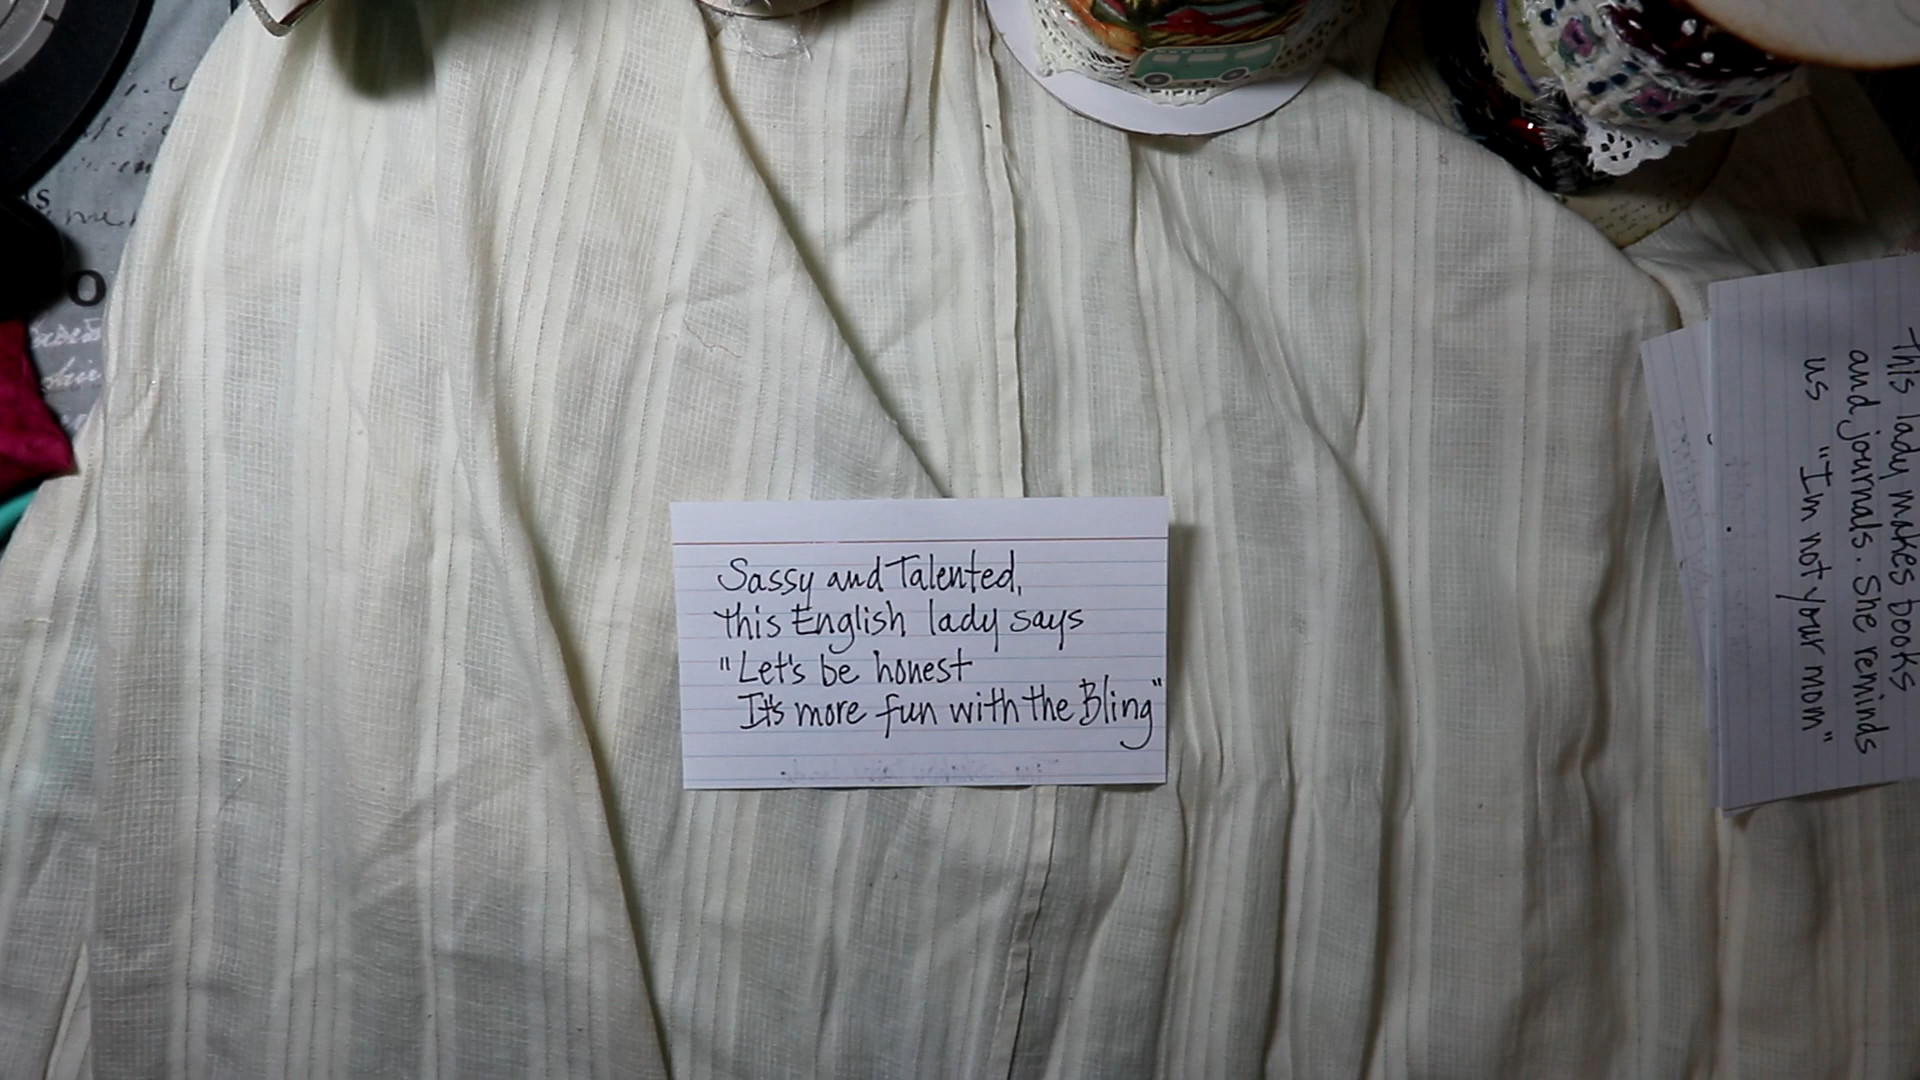 Sassy and Talented,
this English lady says
"Let's be honest
It's more fun with the Bling"
This lady makes books
and journals. She reminds
us "Im not your mom"